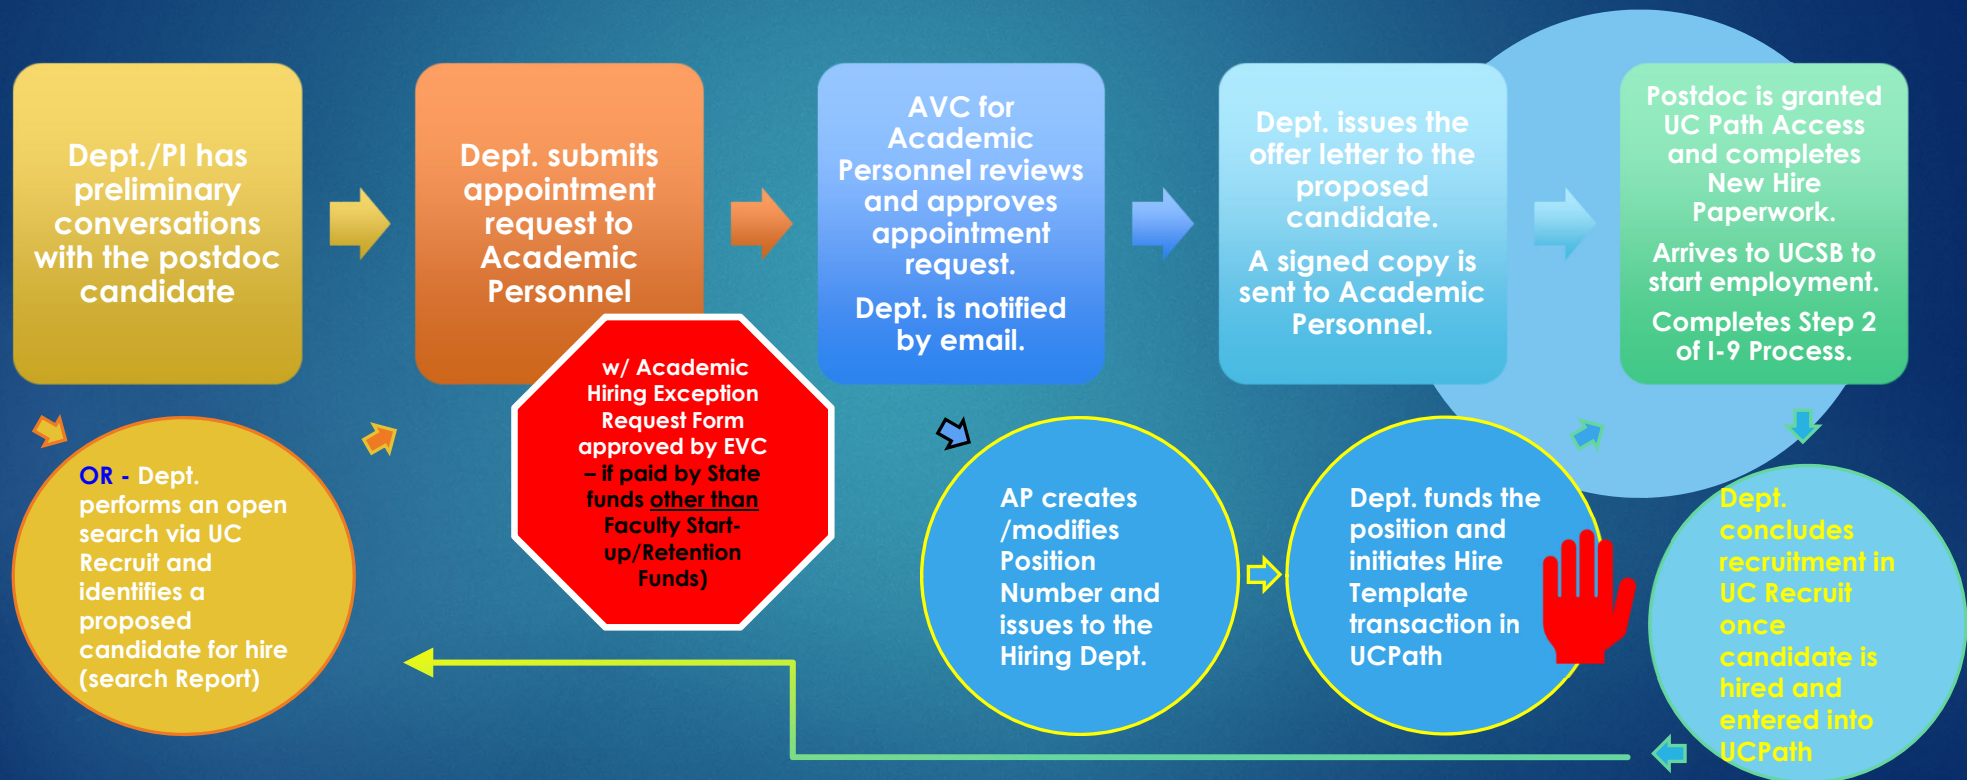 Dept./PI has
preliminary
conversations
with the postdoc
candidate
Dept. submits
appointment
request to
Academic
Personnel
AVC for
Academic
Personnel reviews
and approves
appointment
request.
Dept. is notified
by email.
Dept. issues the
offer letter to the
proposed
candidate.
A signed copy is
sent to Academic
Personnel.
Postdoc is granted
UC Path Access
and completes
New Hire
Paperwork.
Arrives to UCSB to
start employment.
Completes Step 2
of I-9 Process.
OR - Dept.
performs an open
search via UC
Recruit and
identifies a
proposed
candidate for hire
(search Report)
w/ Academic
Hiring Exception
Request Form
approved by EVC
– if paid by State
funds other than
Faculty Start-
up/Retention
Funds)
AP creates
/modifies
Position
Number and
issues to the
Hiring Dept.
Dept. funds the
position and
initiates Hire
Template
transaction in
UCPath
Dept.
concludes
recruitment in
UC Recruit
once
candidate is
hired and
entered into
UCPath